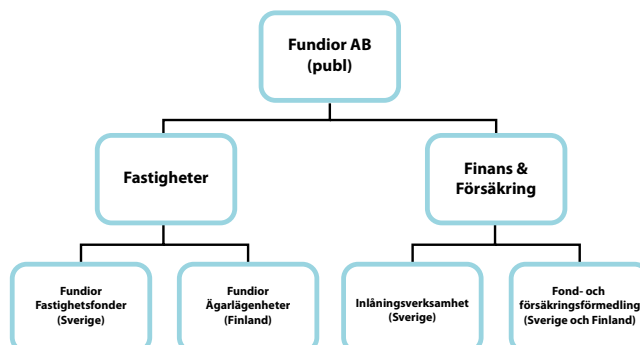 Fundior AB
(publ)
Fastigheter
Finans &
Försäkring
Fundior
Fastighetsfonder
(Sverige)
Fundior
Ägarlägenheter
(Finland)
Inlåningsverksamhet
(Sverige)
Fond- och
försäkringsförmedling
(Sverige och Finland)